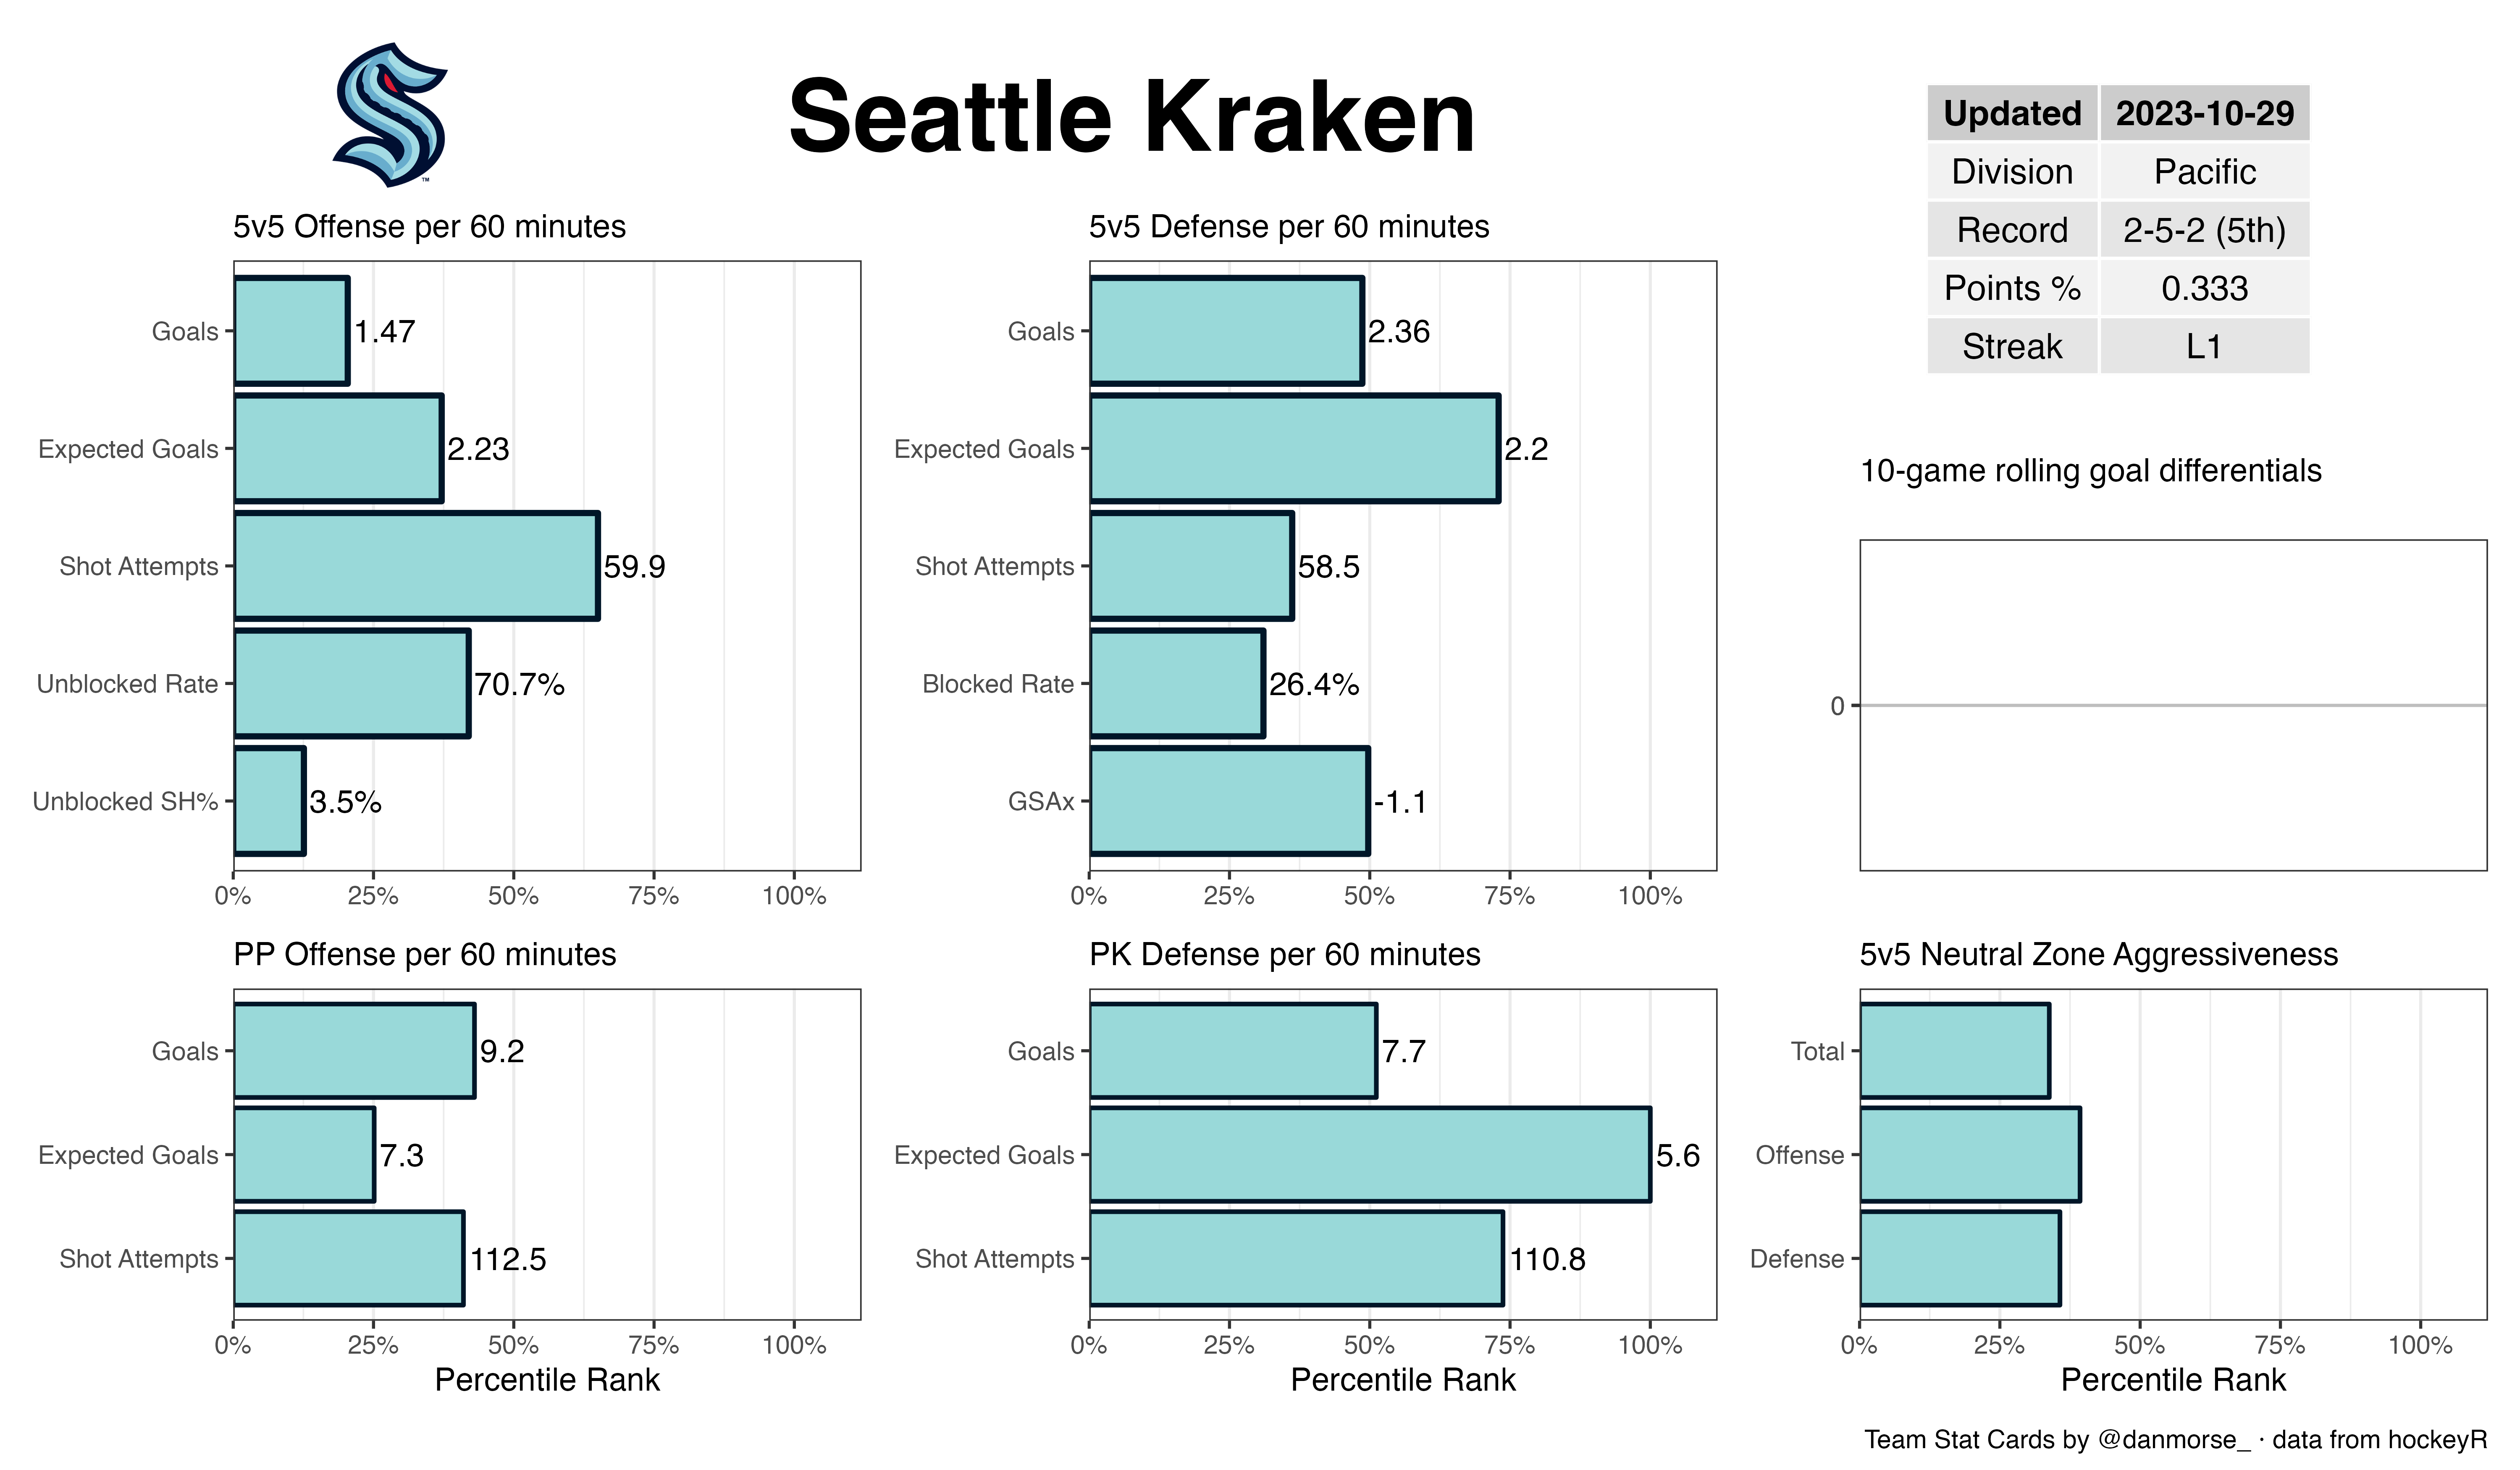 Seattle Kraken
TM
Updated 2023-10-29
Division Pacific
Record 2-5-2 (5th)
Points % 0.333
Streak L1
5v5 Offense per 60 minutes
Goals 1.47
Expected Goals 2.23
Shot Attempts 59.9
Unblocked Rate 70.7%
Unblocked SH% 3.5%
0% 25% 50% 75% 100%
5v5 Defense per 60 minutes
Goals 2.36
Expected Goals 2.2
Shot Attempts 58.5
Blocked Rate 26.4%
GSAx -1.1
0% 25% 50% 75% 100%
10-game rolling goal differentials
0
PP Offense per 60 minutes
Goals 9.2
Expected Goals 7.3
Shot Attempts 112.5
0% 25% 50% 75% 100%
Percentile Rank
PK Defense per 60 minutes
Goals 7.7
Expected Goals 5.6
Shot Attempts 110.8
0% 25% 50% 75% 100%
Percentile Rank
5v5 Neutral Zone Aggressiveness
Total
Offense
Defense
0% 25% 50% 75% 100%
Percentile Rank
Team Stat Cards by @danmorse_ · data from hockeyR